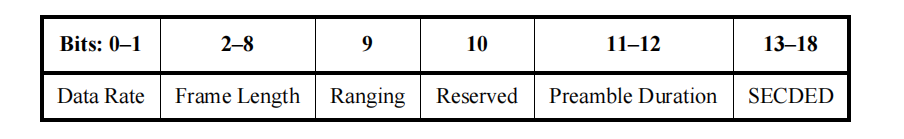 Bits: 0–1 2–8 9 10 11–12 13–18
Data Rate Frame Length Ranging Reserved Preamble Duration SECDED